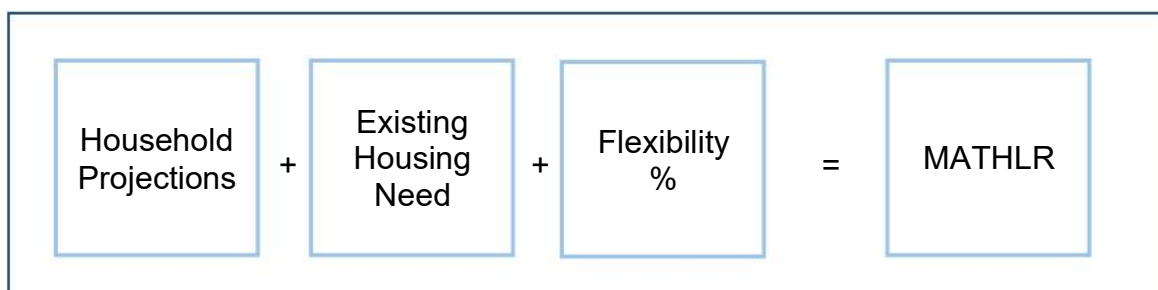 Household
Projections
+
Existing
Housing
Need
+
Flexibility
%
=
MATHLR